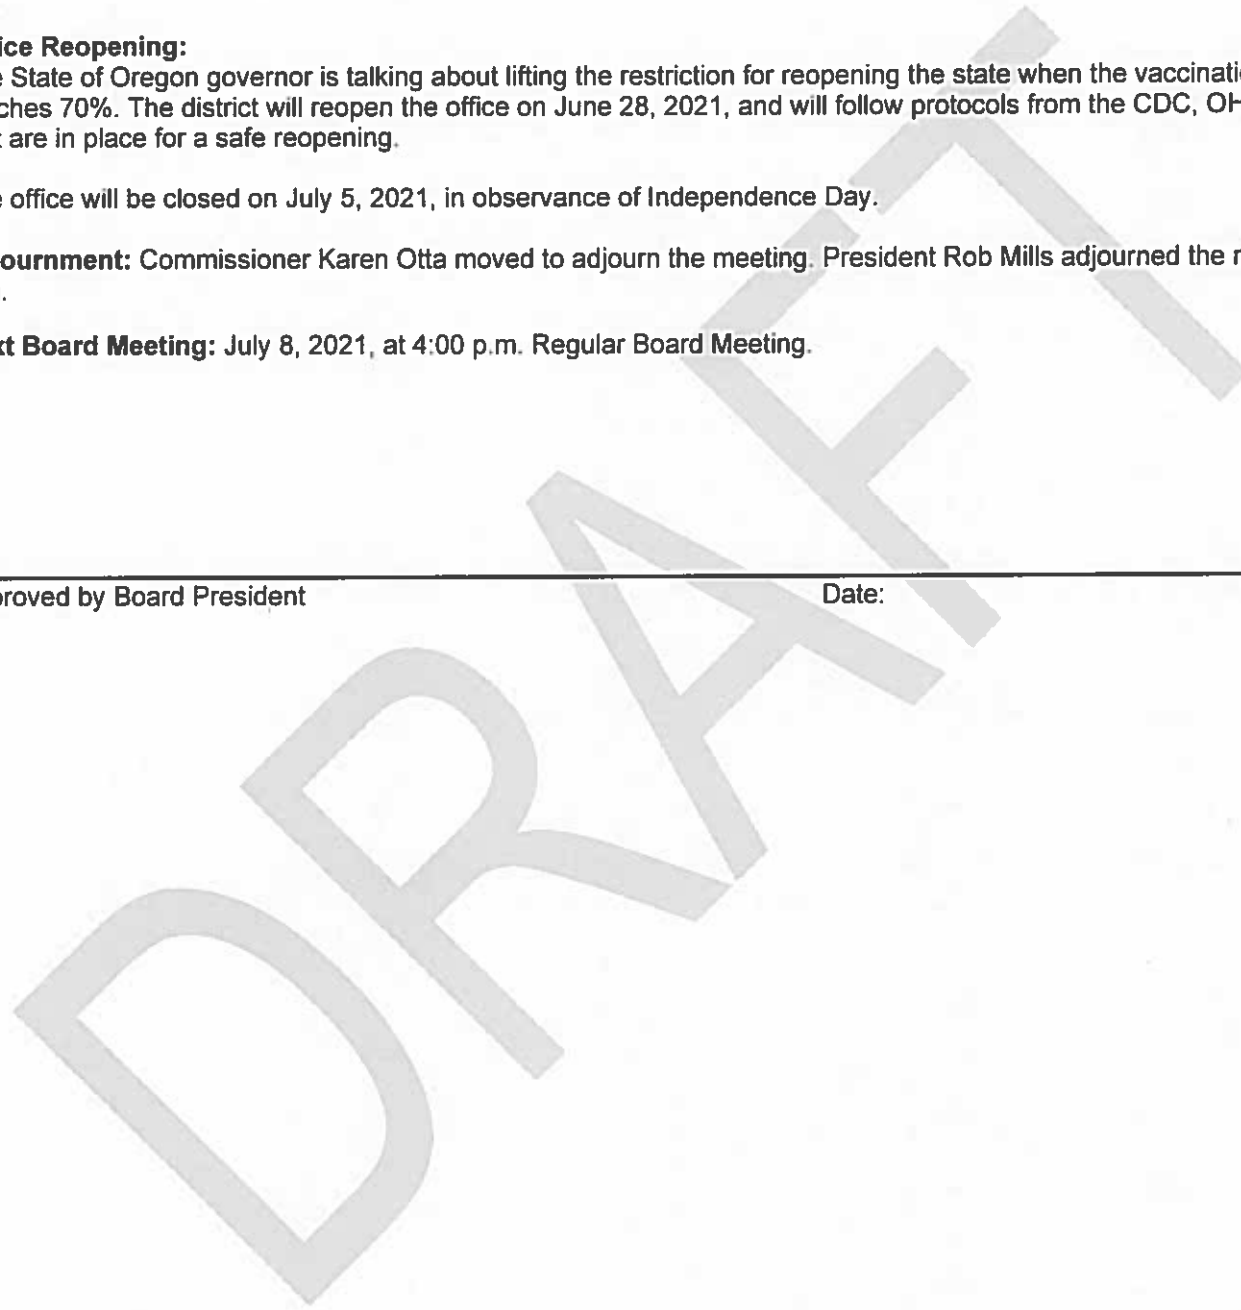 ice Reopening:
State of Oregon governor is talking about lifting the restriction for reopening the state when the vaccinati
ches 70%. The district will reopen the office on June 28, 2021, and will follow protocols from the CDC, OH
are in place for a safe reopening.
office will be closed on July 5, 2021, in observance of Independence Day.
ournment: Commissioner Karen Otta moved to adjourn the meeting. President Rob Mills adjourned the
.
xt Board Meeting: July 8, 2021, at 4:00 p.m. Regular Board Meeting.
proved by Board President Date:
DRAFT